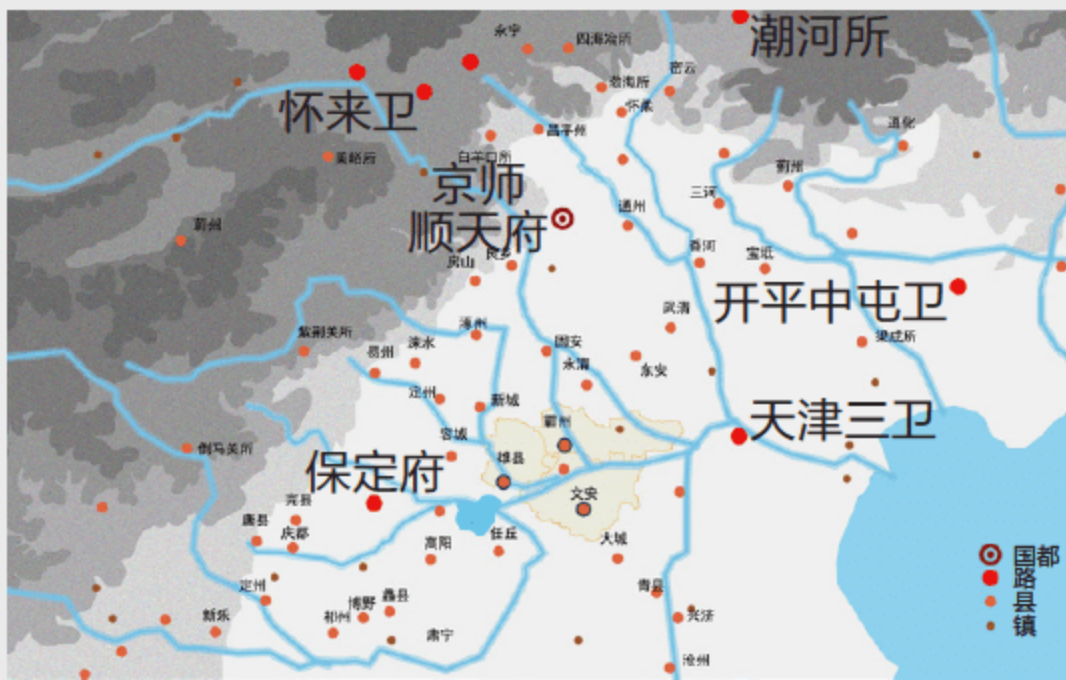 潮河所
永宁
四海冶所
密云
渤海所
怀来卫
怀柔
昌平州
遵化
美峪所
白羊口所
蓟州
京师
顺天府
三河
通州
蔚州
香河
宝坻
房山
良乡
开平中屯卫
武清
紫荆关所
涿州
梁成所
涞水
固安
易州
永清
东安
定州
新城
霸州
天津三卫
容城
倒马关所
雄县
保定府
文安
完县
唐县
庆都
任丘
大城
高阳
国都
路
青县
定州
县
博野
蠡县
新乐
祁州
兴济
镇
肃宁
沧州